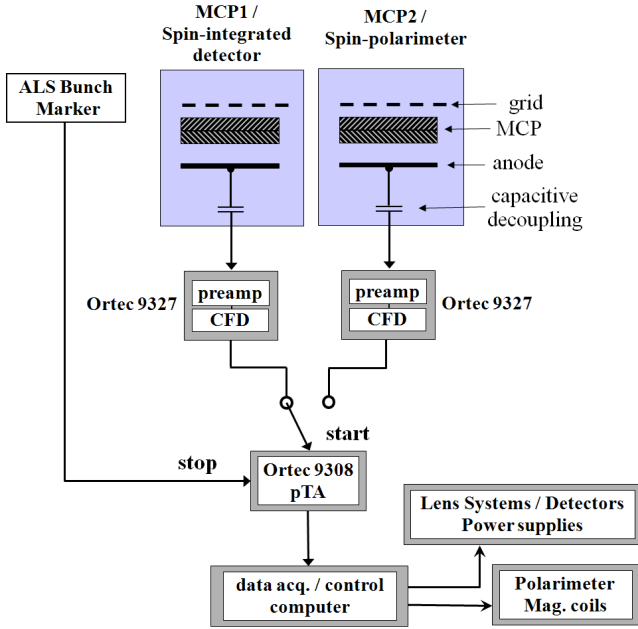 MCP1 /
Spin-integrated
detector
MCP2 /
Spin-polarimeter
ALS Bunch
Marker
grid
MCP
anode
capacitive
decoupling
Ortec 9327
preamp
CFD
preamp
CFD
Ortec 9327
start
stop
Ortec 9308
pTA
Lens Systems / Detectors
Power supplies
data acq. / control
computer
Polarimeter
Mag. coils